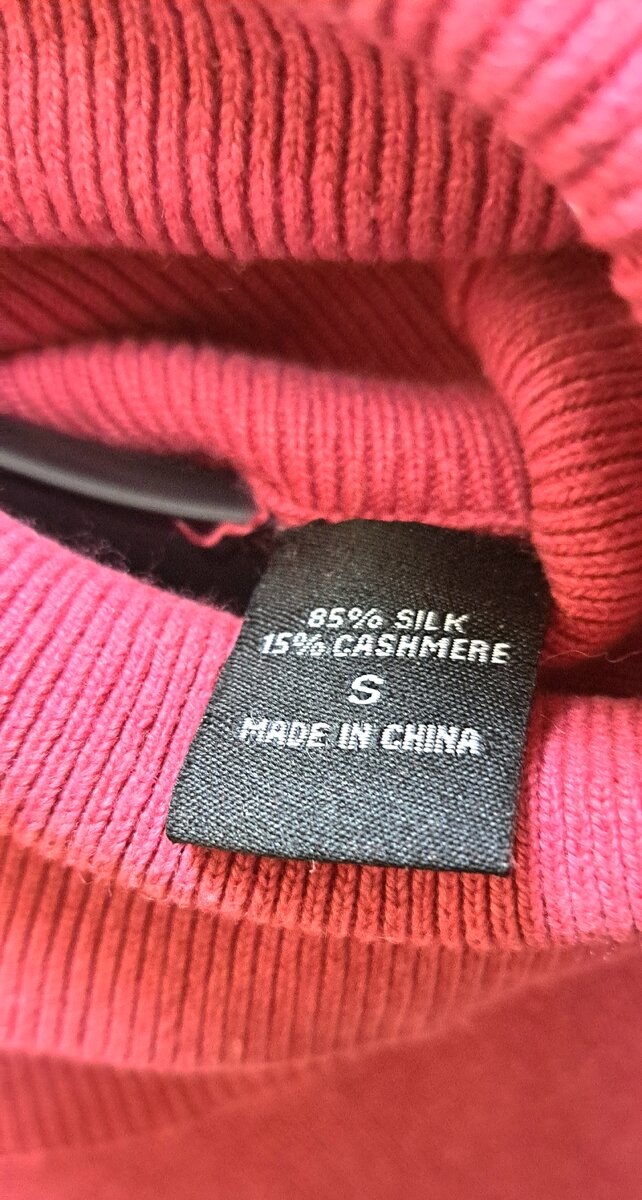 85% SILK
15% CASHMERE
S
MADE IN CHINA